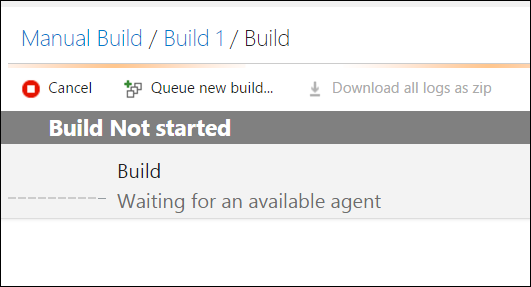 Manual Build / Build 1 / Build
Cancel Queue new build... Download all logs as zip
Build Not started
Build
Waiting for an available agent